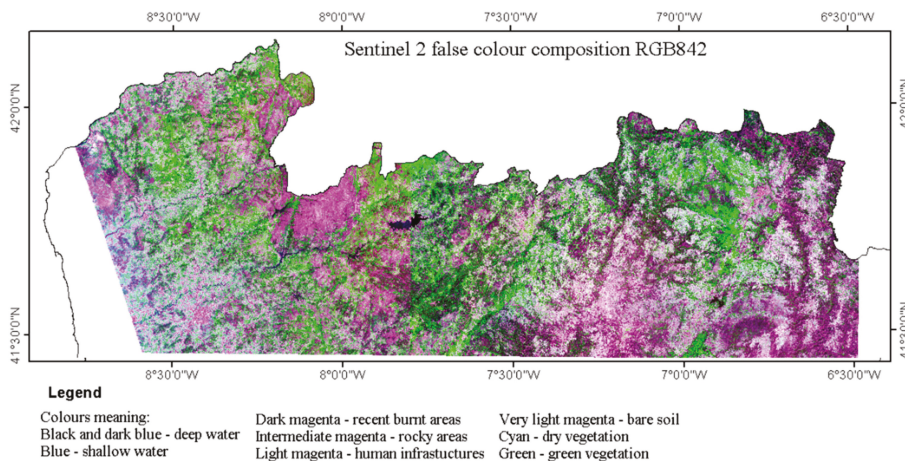 8°30'0"W 8°0'0"W 7°30'0"W 7°0'0"W 6°30'0"W
Sentinel 2 false colour composition RGB842
42°0'0"N 42°0'0"N
41°30'0"N 41°30'0"N
8°30'0"W 8°0'0"W 7°30'0"W 7°0'0"W 6°30'0"W
Legend
Colours meaning:
Black and dark blue - deep water
Blue - shallow water
Dark magenta - recent burnt areas
Intermediate magenta - rocky areas
Light magenta - human infrastuctures
Very light magenta - bare soil
Cyan - dry vegetation
Green - green vegetation